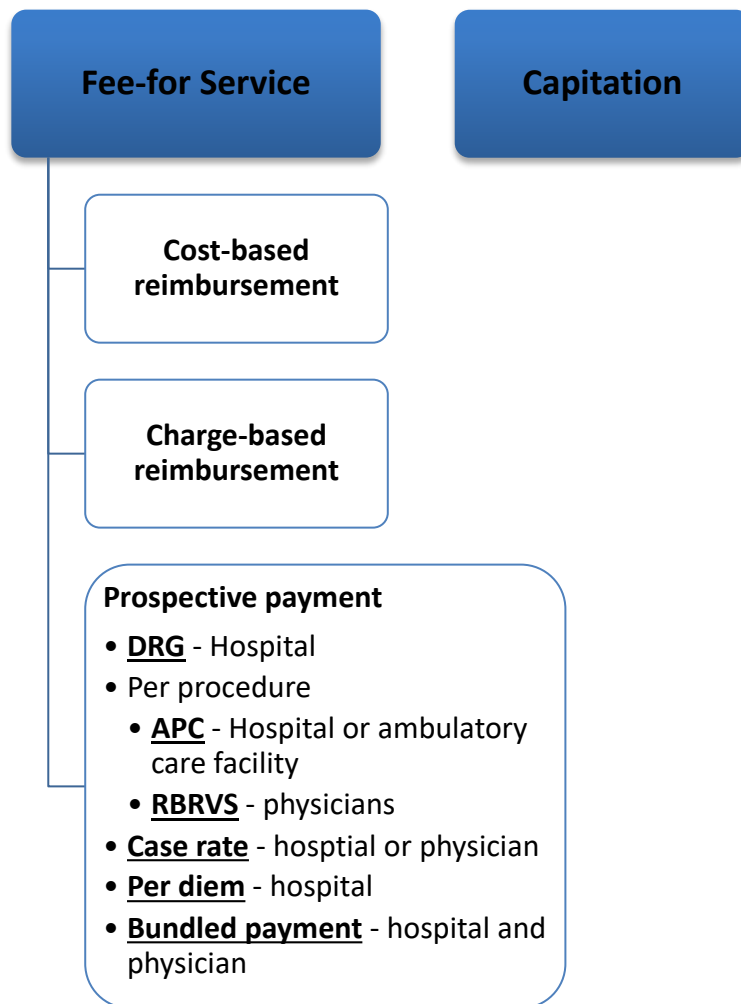 Fee-for Service
Capitation
Cost-based
reimbursement
Charge-based
reimbursement
Prospective payment
• DRG - Hospital
• Per procedure
• APC - Hospital or ambulatory
care facility
• RBRVS - physicians
• Case rate - hosptial or physician
• Per diem - hospital
• Bundled payment - hospital and
physician